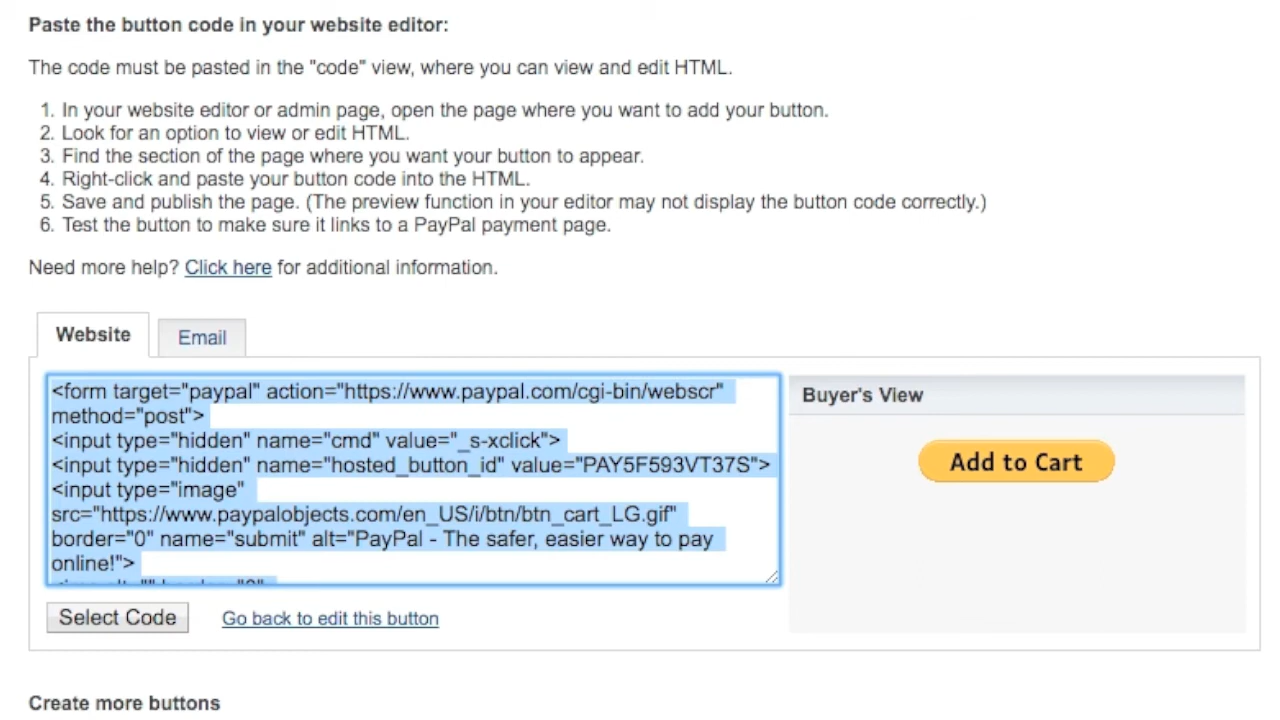 Paste the button code in your website editor:
The code must be pasted in the "code" view, where you can view and edit HTML.
1. In your website editor or admin page, open the page where you want to add your button.
2. Look for an option to view or edit HTML.
3. Find the section of the page where you want your button to appear.
4. Right-click and paste your button code into the HTML.
5. Save and publish the page. (The preview function in your editor may not display the button code correctly.)
6. Test the button to make sure it links to a PayPal payment page.
Need more help? Click here for additional information.
Website
Email
<form target="paypal" action="https://www.paypal.com/cgi-bin/webscr"
method="post">
<input type="hidden" name="cmd" value="_s-xclick">
<input type="hidden" name="hosted_button_id" value="PAY5F593VT37S">
<input type="image"
src="https://www.paypalobjects.com/en_US/i/btn/btn_cart_LG.gif"
border="0" name="submit" alt="PayPal - The safer, easier way to pay
online!">
Buyer's View
Add to Cart
Select Code
Go back to edit this button
Create more buttons